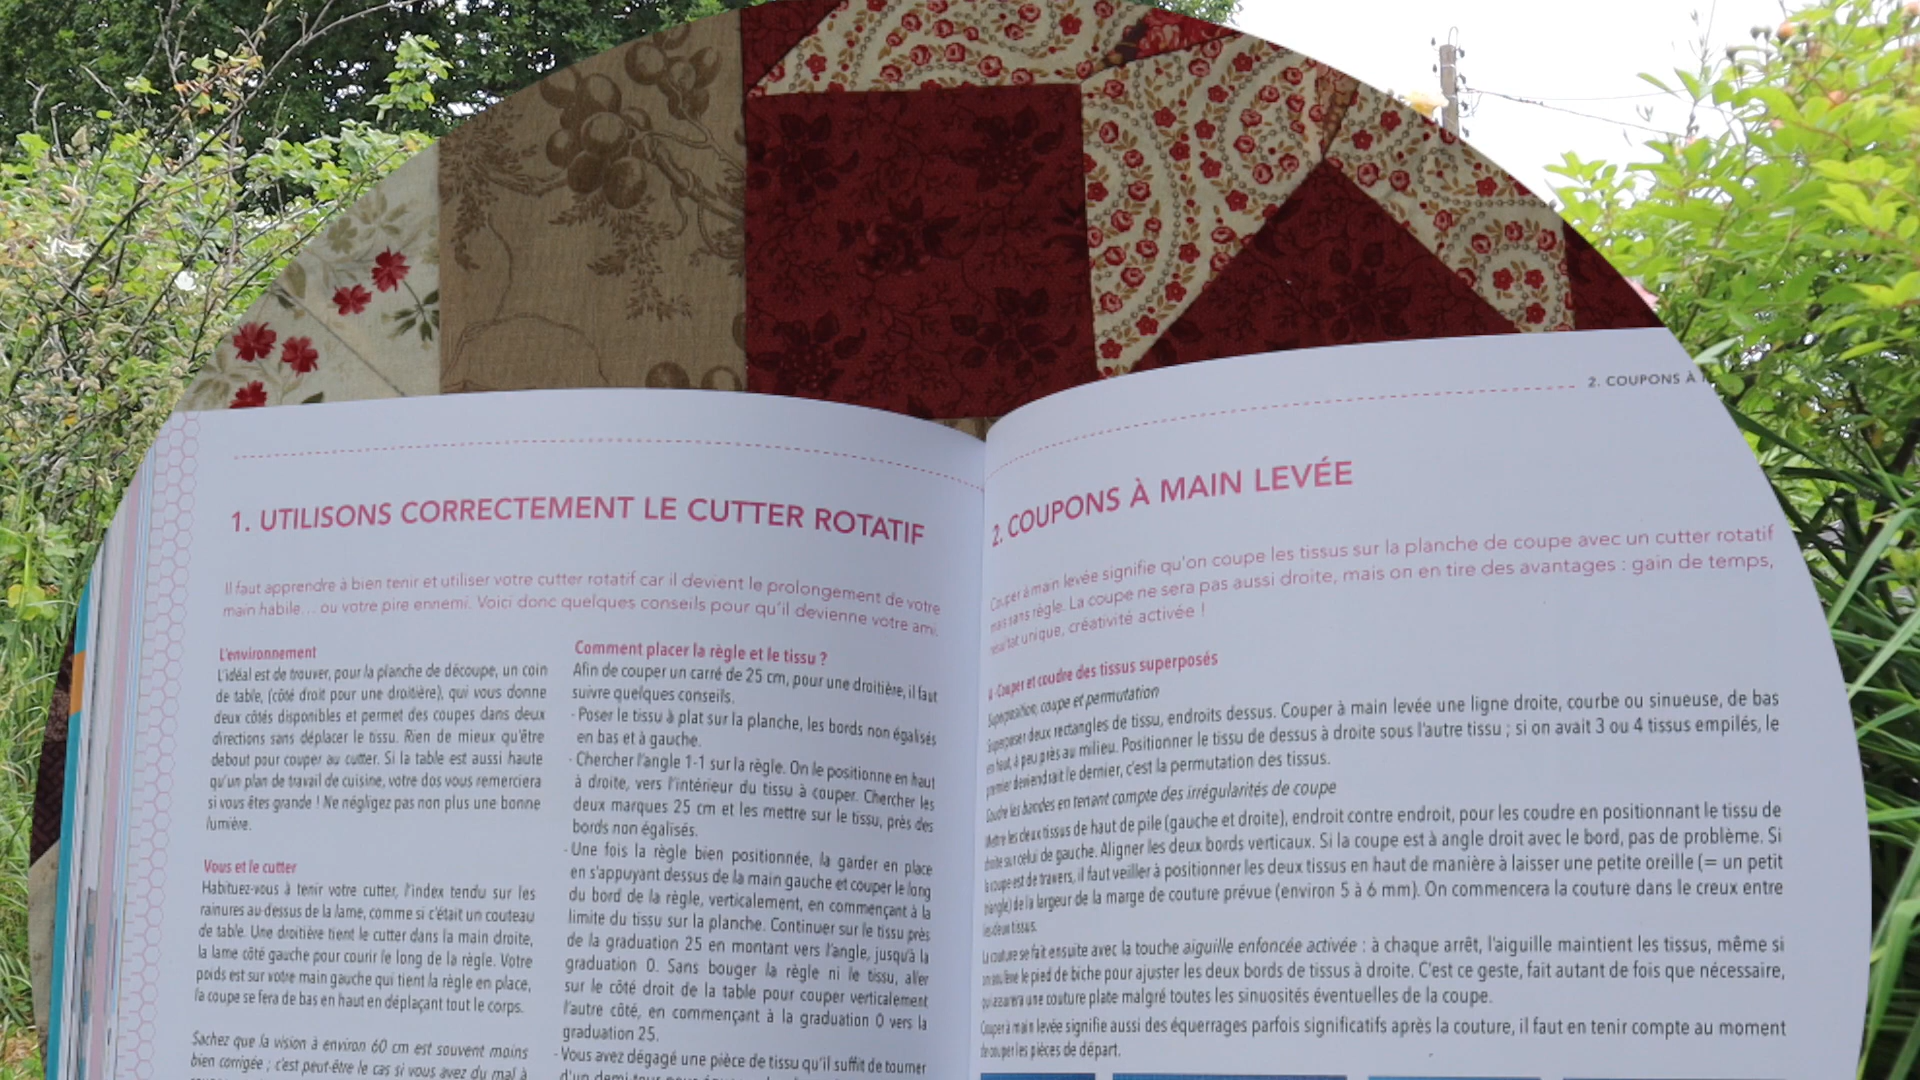 1. UTILISONS CORRECTEMENT LE CUTTER ROTATIF
Il faut apprendre à bien tenir et utiliser votre cutter rotatif car il devient le prolongement de votre
main habile... ou votre pire ennemi. Voici donc quelques conseils pour qu'il devienne votre ami.
L'environnement
L'idéal est de trouver, pour la planche de découpe, un coin
de table, (côté droit pour une droitière), qui vous donne
deux côtés disponibles et permet des coupes dans deux
directions sans déplacer le tissu. Rien de mieux qu'être
debout pour couper au cutter. Si la table est aussi haute
qu'un plan de travail de cuisine, votre dos vous remerciera
si vous êtes grande ! Ne négligez pas non plus une bonne
lumière.
Vous et le cutter
Habituez-vous à tenir votre cutter, l'index tendu sur les
rainures au-dessus de la lame, comme si c'était un couteau
de table. Une droitière tient le cutter dans la main droite,
la lame côté gauche pour courir le long de la règle. Votre
poids est sur votre main gauche qui tient la règle en place,
la coupe se fera de bas en haut en déplaçant tout le corps.
Sachez que la vision à environ 60 cm est souvent moins
bien corrigée ; c'est peut-être le cas si vous avez du mal à
Comment placer la règle et le tissu ?
Afin de couper un carré de 25 cm, pour une droitière, il faut
suivre quelques conseils.
- Poser le tissu à plat sur la planche, les bords non égalisés
en bas et à gauche.
- Chercher l'angle 1-1 sur la règle. On le positionne en haut
à droite, vers l'intérieur du tissu à couper. Chercher les
deux marques 25 cm et les mettre sur le tissu, près des
bords non égalisés.
- Une fois la règle bien positionnée, la garder en place
en s'appuyant dessus de la main gauche et couper le long
du bord de la règle, verticalement, en commençant à la
limite du tissu sur la planche. Continuer sur le tissu près
de la graduation 25 en montant vers l'angle, jusqu'à la
graduation 0. Sans bouger la règle ni le tissu, aller
sur le côté droit de la table pour couper verticalement
l'autre côté, en commençant à la graduation 0 vers la
graduation 25.
- Vous avez dégagé une pièce de tissu qu'il suffit de tourner
d'un demi-tour pour
2. COUPONS À
2. COUPONS À MAIN LEVÉE
Couper à main levée signifie qu'on coupe les tissus sur la planche de coupe avec un cutter rotatif
mais sans règle. La coupe ne sera pas aussi droite, mais on en tire des avantages : gain de temps,
résultat unique, créativité activée !
Couper et coudre des tissus superposés
Superposition, coupe et permutation
Superposer deux rectangles de tissu, endroits dessus. Couper à main levée une ligne droite, courbe ou sinueuse, de bas
en haut, à peu près au milieu. Positionner le tissu de dessus à droite sous l'autre tissu ; si on avait 3 ou 4 tissus empilés, le
premier deviendrait le dernier, c'est la permutation des tissus.
Coudre les bandes en tenant compte des irrégularités de coupe
Mettre les deux tissus de haut de pile (gauche et droite), endroit contre endroit, pour les coudre en positionnant le tissu de
droite sur celui de gauche. Aligner les deux bords verticaux. Si la coupe est à angle droit avec le bord, pas de problème. Si
la coupe est de travers, il faut veiller à positionner les deux tissus en haut de manière à laisser une petite oreille (= un petit
triangle) de la largeur de la marge de couture prévue (environ 5 à 6 mm). On commencera la couture dans le creux entre
les deux tissus.
La couture se fait ensuite avec la touche aiguille enfoncée activée : à chaque arrêt, l'aiguille maintient les tissus, même si
on soulève le pied de biche pour ajuster les deux bords de tissus à droite. C'est ce geste, fait autant de fois que nécessaire,
qui assurera une couture plate malgré toutes les sinuosités éventuelles de la coupe.
Couper à main levée signifie aussi des équerrages parfois significatifs après la couture, il faut en tenir compte au moment
de couper les pièces de départ.